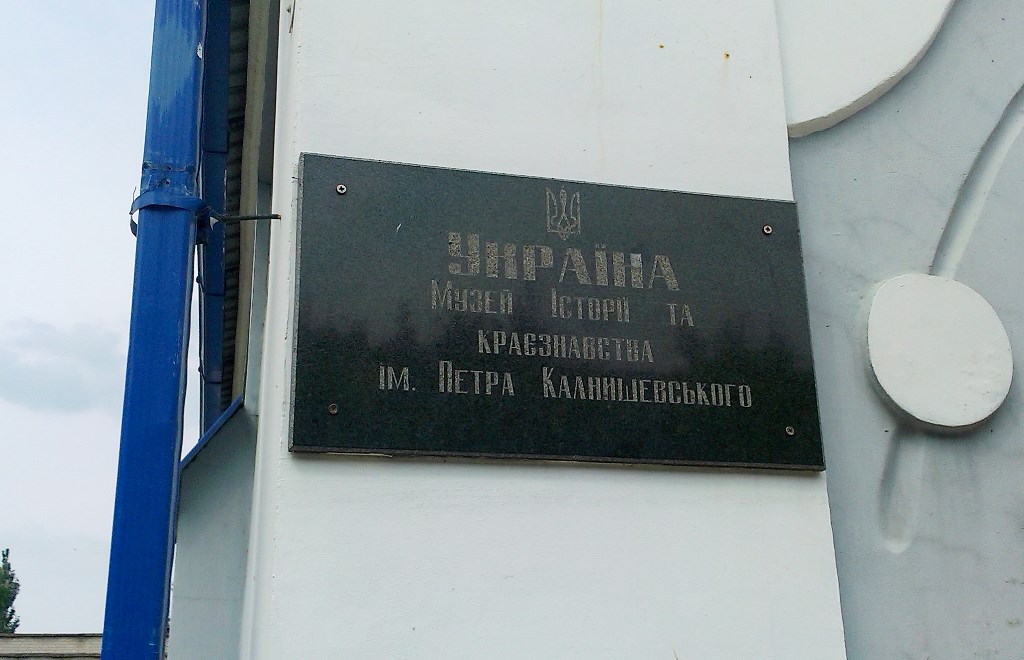 Україна
Музей Історії та
краєзнавства
ім. Петра Калнишевського